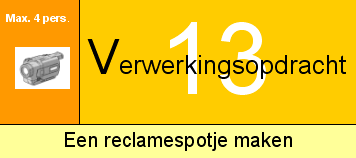 Max. 4 pers.
13
Verwerkingsopdracht
Een reclamespotje maken